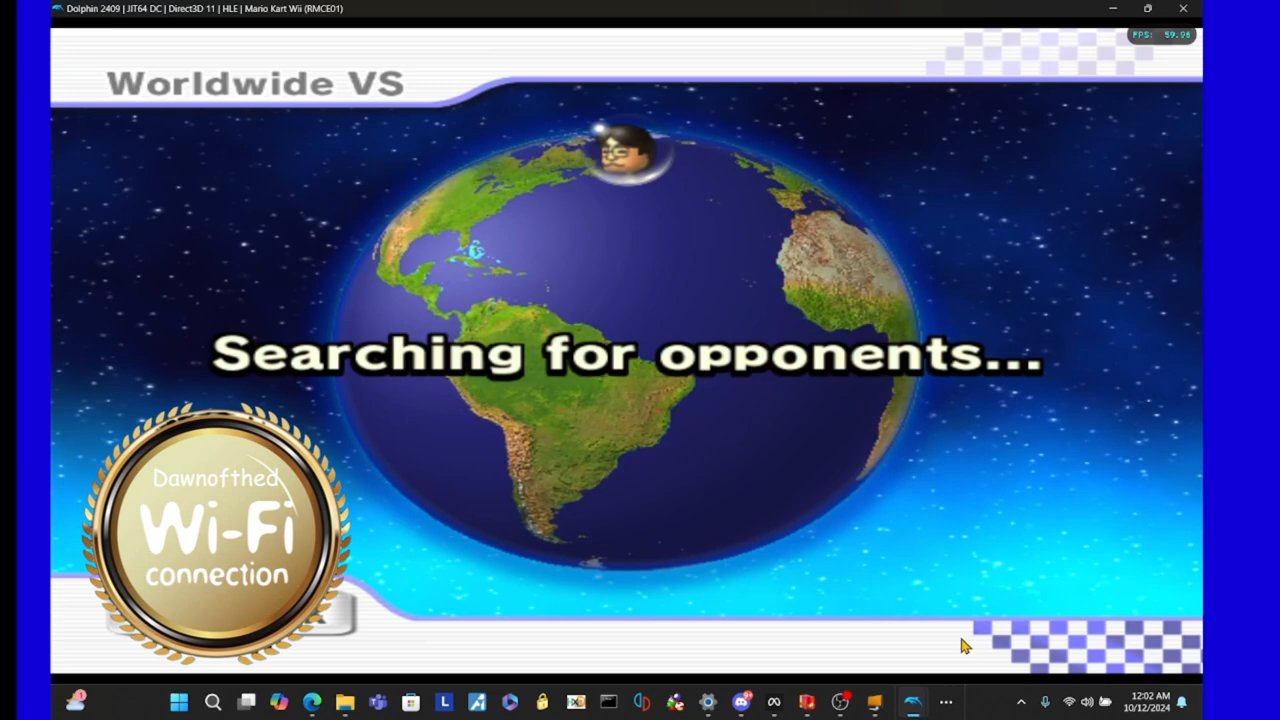 Dolphin 2409 | JIT64 DC | Direct3D 11 | HLE | Mario Kart Wii (RMCE01)
FPS: 59.96
Worldwide VS
Searching for opponents...
Dawnofthed
Wi-Fi
connection
12:02 AM
10/12/2024